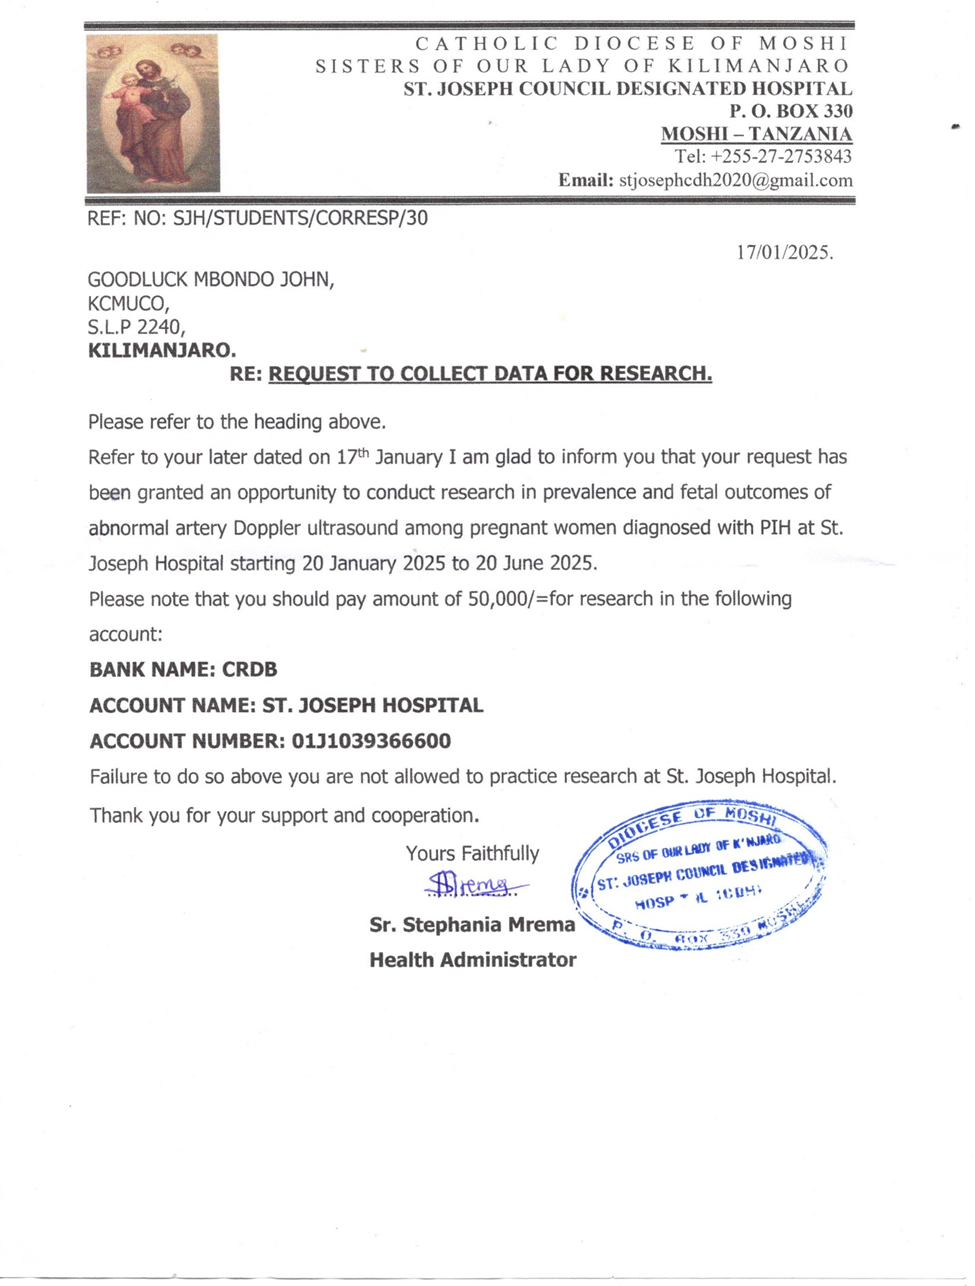 CATHOLIC DIOCESE OF MOSHI
SISTERS OF OUR LADY OF KILIMANJARO
ST. JOSEPH COUNCIL DESIGNATED HOSPITAL
P. O. BOX 330
MOSHI – TANZANIA
Tel: +255-27-2753843
Email: stjosephcdh2020@gmail.com
REF: NO: SJH/STUDENTS/CORRESP/30
17/01/2025.
GOODLUCK MBONDO JOHN,
KCMUCO,
S.L.P 2240,
KILIMANJARO.
RE: REQUEST TO COLLECT DATA FOR RESEARCH.
Please refer to the heading above.
Refer to your later dated on 17th January I am glad to inform you that your request has
been granted an opportunity to conduct research in prevalence and fetal outcomes of
abnormal artery Doppler ultrasound among pregnant women diagnosed with PIH at St.
Joseph Hospital starting 20 January 2025 to 20 June 2025.
Please note that you should pay amount of 50,000/=for research in the following
account:
BANK NAME: CRDB
ACCOUNT NAME: ST. JOSEPH HOSPITAL
ACCOUNT NUMBER: 01J1039366600
Failure to do so above you are not allowed to practice research at St. Joseph Hospital.
Thank you for your support and cooperation.
Yours Faithfully
SMrema
Sr. Stephania Mrema
Health Administrator
DIOCESE OF MOSHI
SRS OF OUR LADY OF K'NJARO
ST: JOSEPH COUNCIL DESIGNATED
P. O. BOX 330 MOSHI